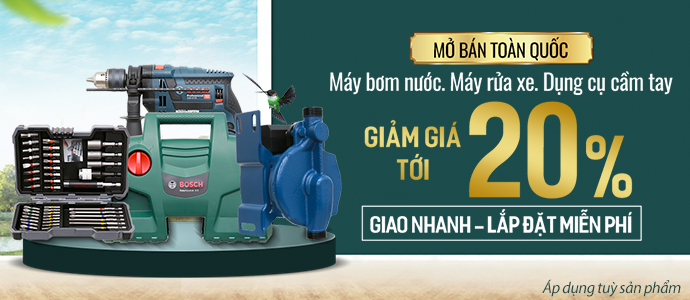 MỞ BÁN TOÀN QUỐC
Máy bơm nước. Máy rửa xe. Dụng cụ cầm tay
GIẢM GIÁ
TỚI
20%
GIAO NHANH – LẮP ĐẶT MIỄN PHÍ
Áp dụng tuỳ sản phẩm
BOSCH
BOSCH